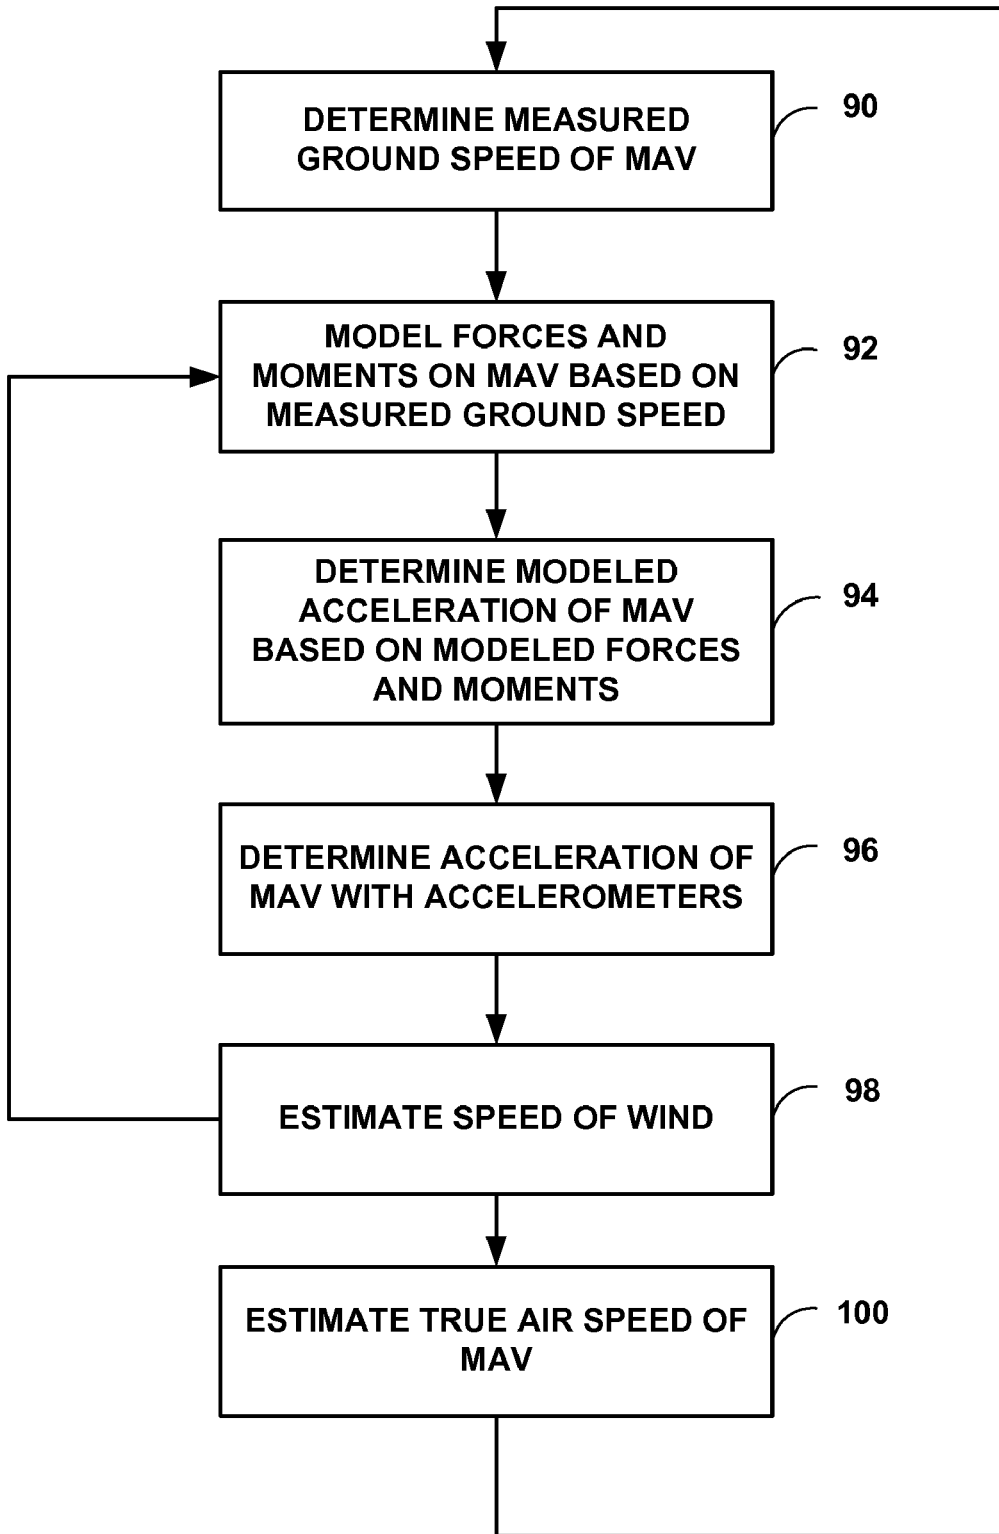 DETERMINE MEASURED
GROUND SPEED OF MAV
90
MODEL FORCES AND
MOMENTS ON MAV BASED ON
MEASURED GROUND SPEED
92
DETERMINE MODELED
ACCELERATION OF MAV
BASED ON MODELED FORCES
AND MOMENTS
94
DETERMINE ACCELERATION OF
MAV WITH ACCELEROMETERS
96
ESTIMATE SPEED OF WIND
98
ESTIMATE TRUE AIR SPEED OF
MAV
100